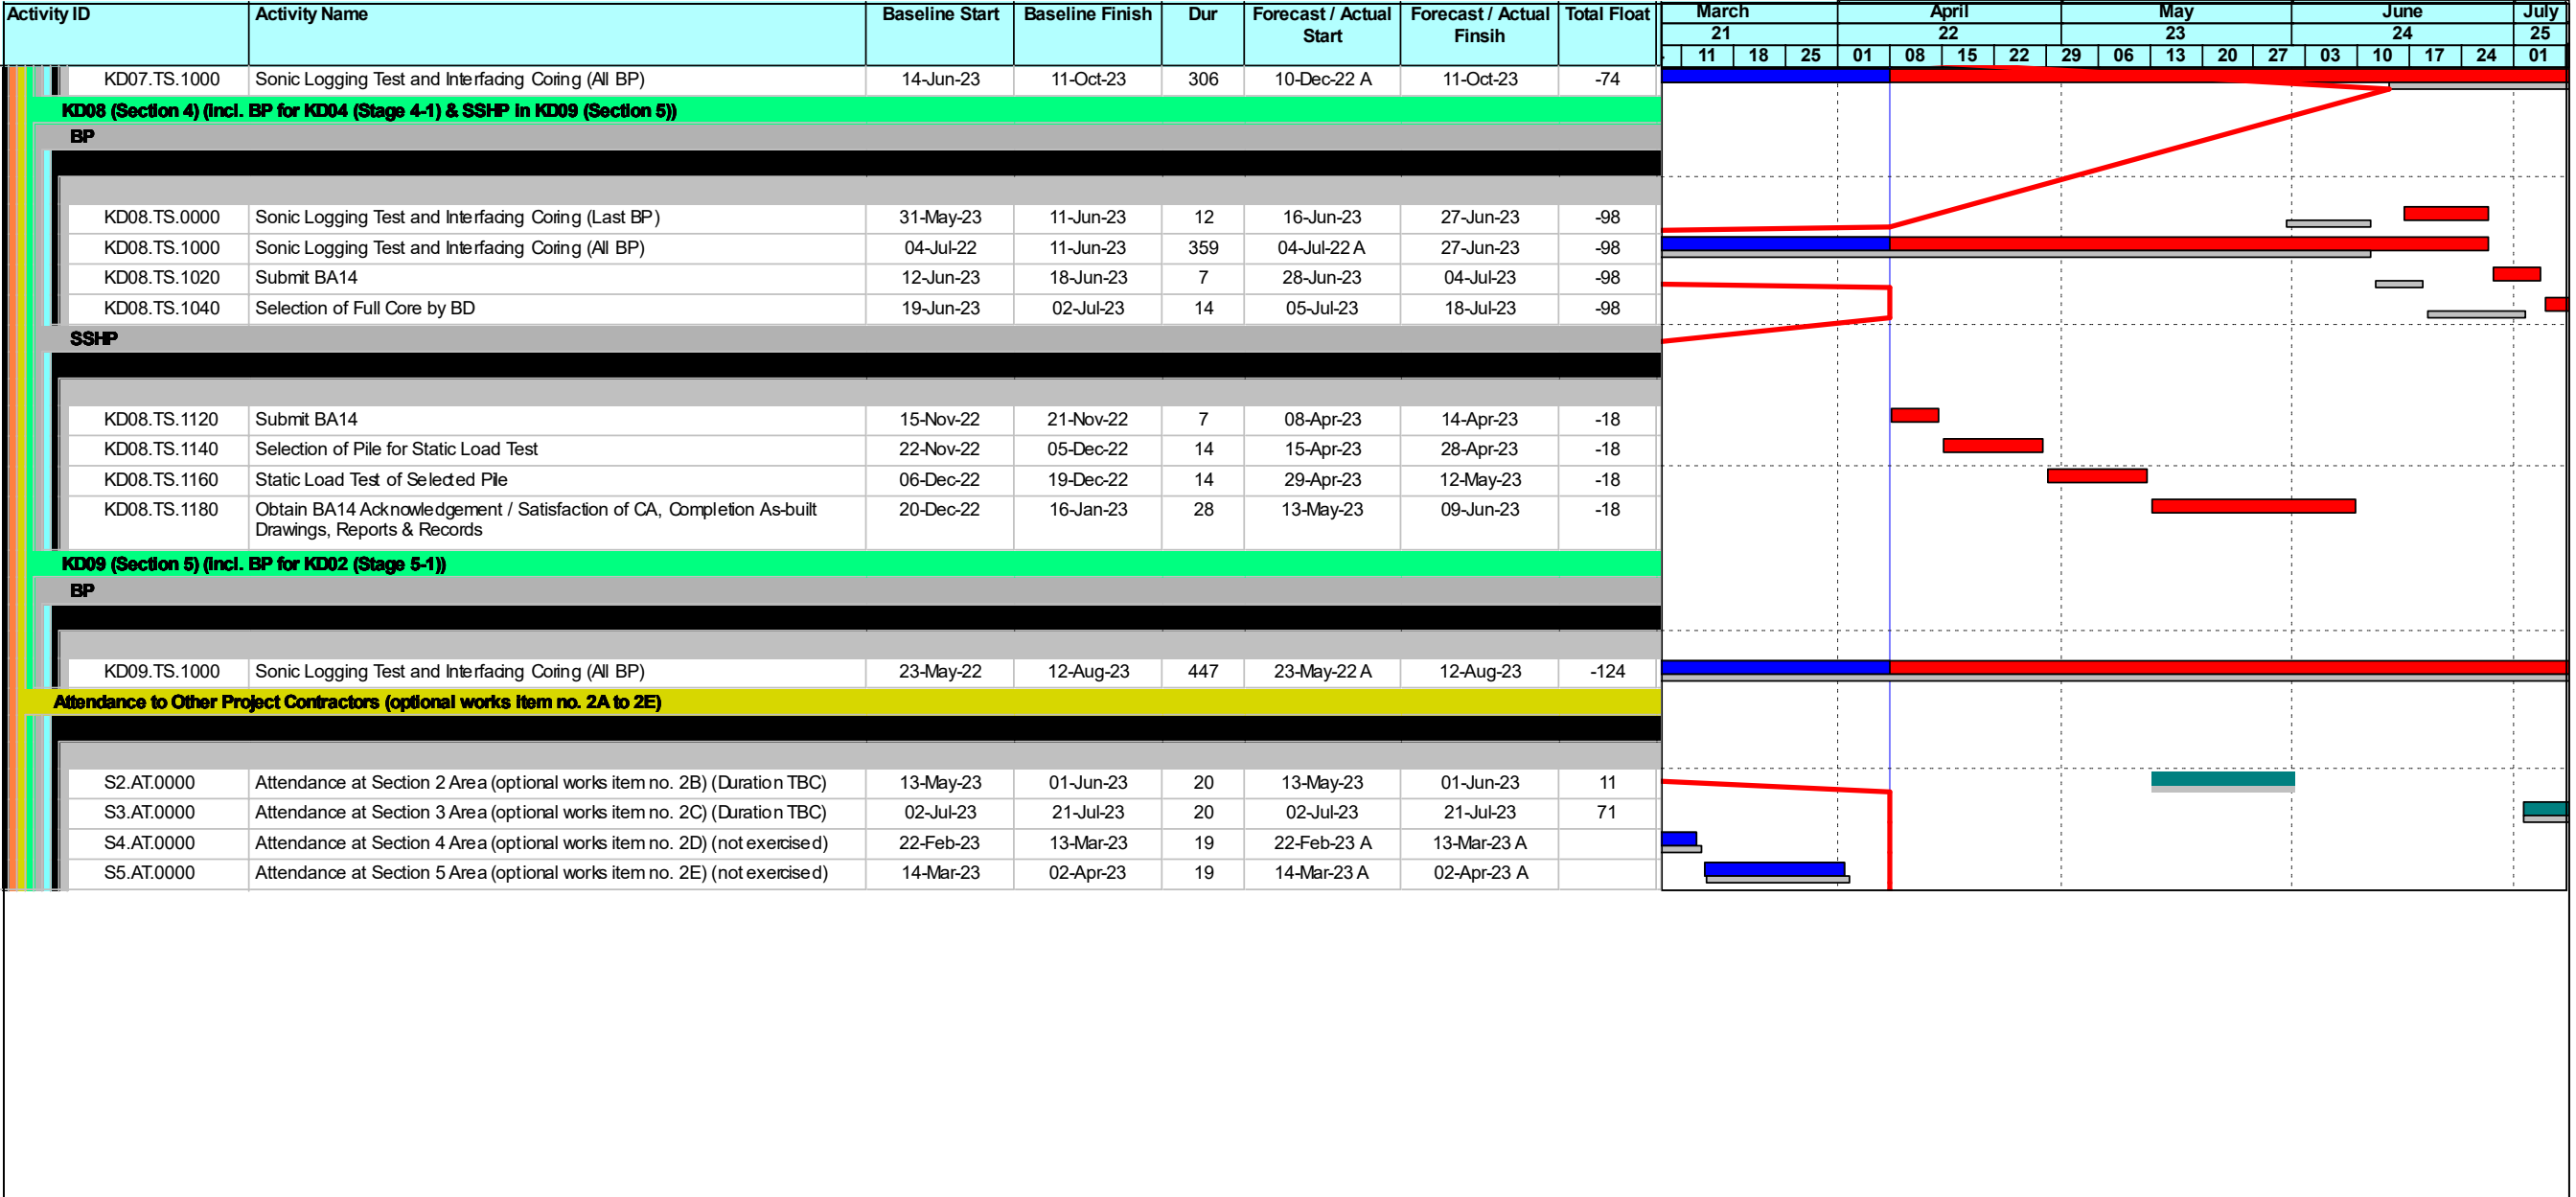 Activity ID Activity Name Baseline Start Baseline Finish Dur Forecast / Actual Start Forecast / Actual Finsih Total Float March April May June July
21 22 23 24 25
11 18 25 01 08 15 22 29 06 13 20 27 03 10 17 24 01
KD07.TS.1000 Sonic Logging Test and Interfacing Coring (All BP) 14-Jun-23 11-Oct-23 306 10-Dec-22 A 11-Oct-23 -74
KD08 (Section 4) (Incl. BP for KD04 (Stage 4-1) & SSHP in KD09 (Section 5))
BP
KD08.TS.0000 Sonic Logging Test and Interfacing Coring (Last BP) 31-May-23 11-Jun-23 12 16-Jun-23 27-Jun-23 -98
KD08.TS.1000 Sonic Logging Test and Interfacing Coring (All BP) 04-Jul-22 11-Jun-23 359 04-Jul-22 A 27-Jun-23 -98
KD08.TS.1020 Submit BA14 12-Jun-23 18-Jun-23 7 28-Jun-23 04-Jul-23 -98
KD08.TS.1040 Selection of Full Core by BD 19-Jun-23 02-Jul-23 14 05-Jul-23 18-Jul-23 -98
SSHP
KD08.TS.1120 Submit BA14 15-Nov-22 21-Nov-22 7 08-Apr-23 14-Apr-23 -18
KD08.TS.1140 Selection of Pile for Static Load Test 22-Nov-22 05-Dec-22 14 15-Apr-23 28-Apr-23 -18
KD08.TS.1160 Static Load Test of Selected Pile 06-Dec-22 19-Dec-22 14 29-Apr-23 12-May-23 -18
KD08.TS.1180 Obtain BA14 Acknowledgement / Satisfaction of CA, Completion As-built 20-Dec-22 16-Jan-23 28 13-May-23 09-Jun-23 -18
Drawings, Reports & Records
KD09 (Section 5) (Incl. BP for KD02 (Stage 5-1))
BP
KD09.TS.1000 Sonic Logging Test and Interfacing Coring (All BP) 23-May-22 12-Aug-23 447 23-May-22 A 12-Aug-23 -124
Attendance to Other Project Contractors (optional works item no. 2A to 2E)
S2.AT.0000 Attendance at Section 2 Area (optional works item no. 2B) (Duration TBC) 13-May-23 01-Jun-23 20 13-May-23 01-Jun-23 11
S3.AT.0000 Attendance at Section 3 Area (optional works item no. 2C) (Duration TBC) 02-Jul-23 21-Jul-23 20 02-Jul-23 21-Jul-23 71
S4.AT.0000 Attendance at Section 4 Area (optional works item no. 2D) (not exercised) 22-Feb-23 13-Mar-23 19 22-Feb-23 A 13-Mar-23 A
S5.AT.0000 Attendance at Section 5 Area (optional works item no. 2E) (not exercised) 14-Mar-23 02-Apr-23 19 14-Mar-23 A 02-Apr-23 A